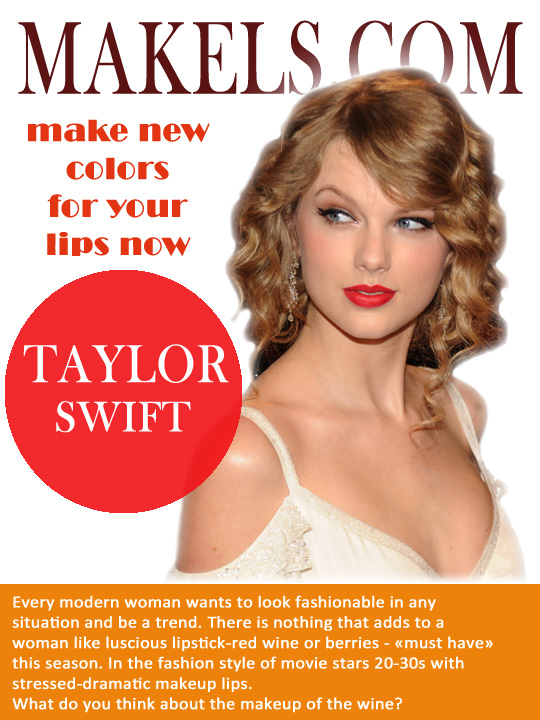 MAKELS.COM
make new
colors
for your
lips now
TAYLOR
SWIFT
Every modern woman wants to look fashionable in any
situation and be a trend. There is nothing that adds to a
woman like luscious lipstick-red wine or berries - «must have»
this season. In the fashion style of movie stars 20-30s with
stressed-dramatic makeup lips.
What do you think about the makeup of the wine?